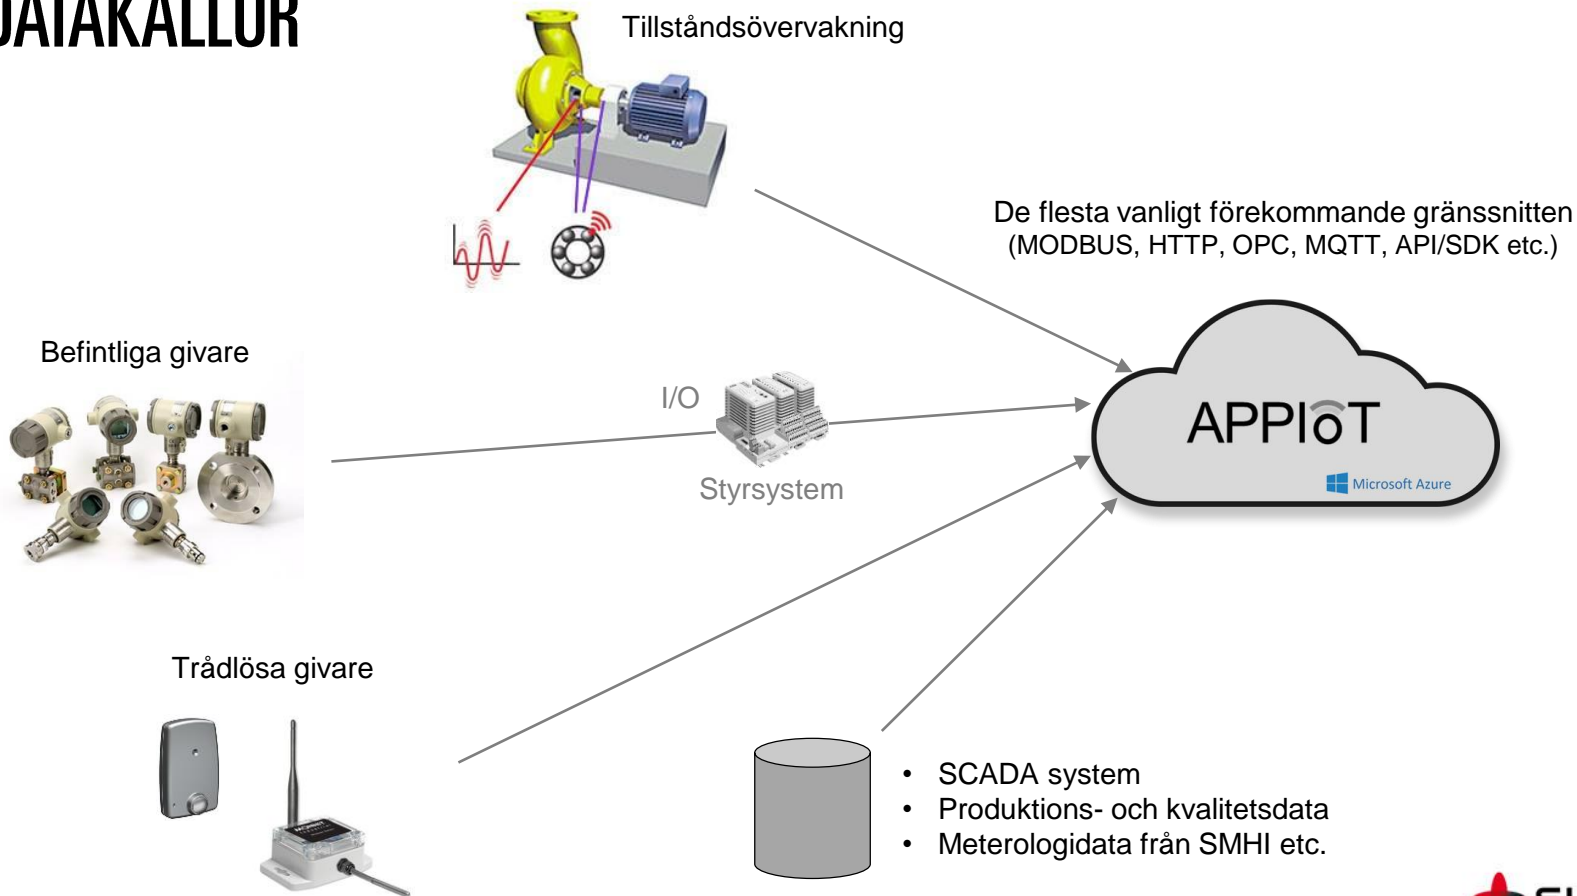 DATAKÄLLOR
Tillståndsövervakning
De flesta vanligt förekommande gränssnitten
(MODBUS, HTTP, OPC, MQTT, API/SDK etc.)
Befintliga givare
I/O
Styrsystem
APPIoT
Microsoft Azure
Trådlösa givare
• SCADA system
• Produktions- och kvalitetsdata
• Meterologidata från SMHI etc.